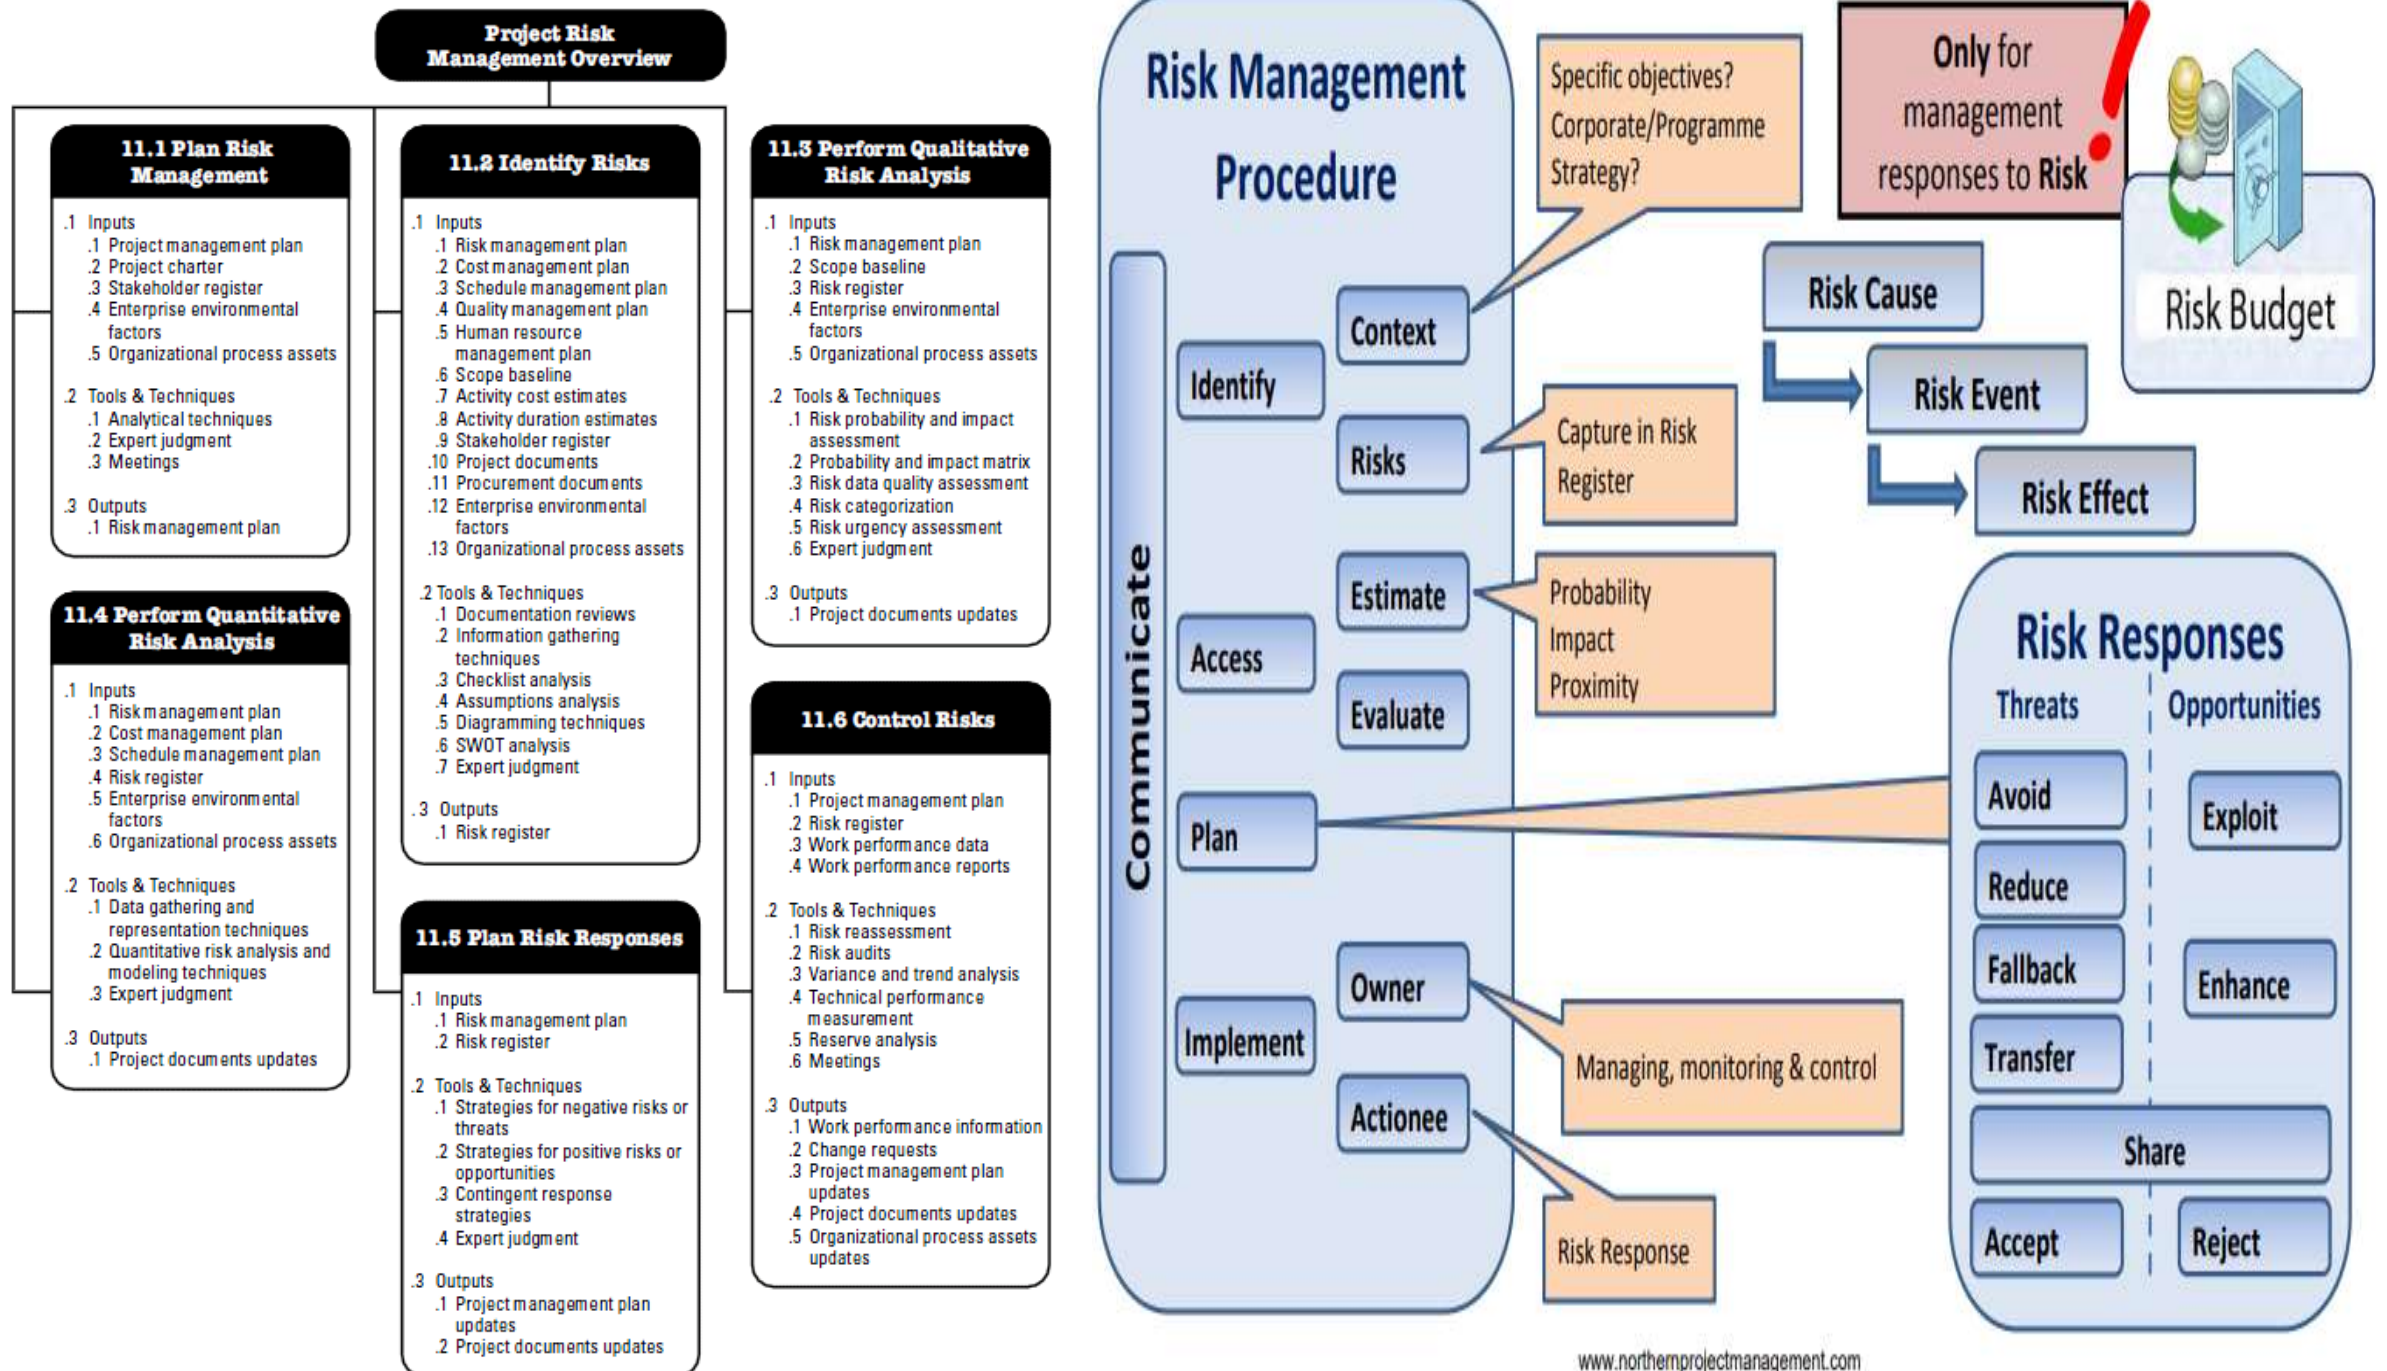 Project Risk
Management Overview
11.1 Plan Risk
Management
.1 Inputs
.1 Project management plan
.2 Project charter
.3 Stakeholder register
.4 Enterprise environmental
factors
.5 Organizational process assets
.2 Tools & Techniques
.1 Analytical techniques
.2 Expert judgment
.3 Meetings
.3 Outputs
.1 Risk management plan
11.4 Perform Quantitative
Risk Analysis
.1 Inputs
.1 Risk management plan
.2 Cost management plan
.3 Schedule management plan
.4 Risk register
.5 Enterprise environmental
factors
.6 Organizational process assets
.2 Tools & Techniques
.1 Data gathering and
representation techniques
.2 Quantitative risk analysis and
modeling techniques
.3 Expert judgment
.3 Outputs
.1 Project documents updates
11.2 Identify Risks
.1 Inputs
.1 Risk management plan
.2 Cost management plan
.3 Schedule management plan
.4 Quality management plan
.5 Human resource
management plan
.6 Scope baseline
.7 Activity cost estimates
.8 Activity duration estimates
.9 Stakeholder register
.10 Project documents
.11 Procurement documents
.12 Enterprise environmental
factors
.13 Organizational process assets
.2 Tools & Techniques
.1 Documentation reviews
.2 Information gathering
techniques
.3 Checklist analysis
.4 Assumptions analysis
.5 Diagramming techniques
.6 SWOT analysis
.7 Expert judgment
.3 Outputs
.1 Risk register
11.5 Plan Risk Responses
.1 Inputs
.1 Risk management plan
.2 Risk register
.2 Tools & Techniques
.1 Strategies for negative risks or
threats
.2 Strategies for positive risks or
opportunities
.3 Contingent response
strategies
.4 Expert judgment
.3 Outputs
.1 Project management plan
updates
.2 Project documents updates
11.3 Perform Qualitative
Risk Analysis
.1 Inputs
.1 Risk management plan
.2 Scope baseline
.3 Risk register
.4 Enterprise environmental
factors
.5 Organizational process assets
.2 Tools & Techniques
.1 Risk probability and impact
assessment
.2 Probability and impact matrix
.3 Risk data quality assessment
.4 Risk categorization
.5 Risk urgency assessment
.6 Expert judgment
.3 Outputs
.1 Project documents updates
11.6 Control Risks
.1 Inputs
.1 Project management plan
.2 Risk register
.3 Work performance data
.4 Work performance reports
.2 Tools & Techniques
.1 Risk reassessment
.2 Risk audits
.3 Variance and trend analysis
.4 Technical performance
measurement
.5 Reserve analysis
.6 Meetings
.3 Outputs
.1 Work performance information
.2 Change requests
.3 Project management plan
updates
.4 Project documents updates
.5 Organizational process assets
updates
Risk Management
Procedure
Communicate
Identify
Context
Risks
Access
Estimate
Evaluate
Plan
Implement
Owner
Actionee
Specific objectives?
Corporate/Programme
Strategy?
Capture in Risk
Register
Probability
Impact
Proximity
Managing, monitoring & control
Risk Response
Only for
management
responses to Risk
!
Risk Budget
Risk Cause
Risk Event
Risk Effect
Risk Responses
Threats
Opportunities
Avoid
Exploit
Reduce
Fallback
Enhance
Transfer
Share
Accept
Reject
www.northernprojectmanagement.com